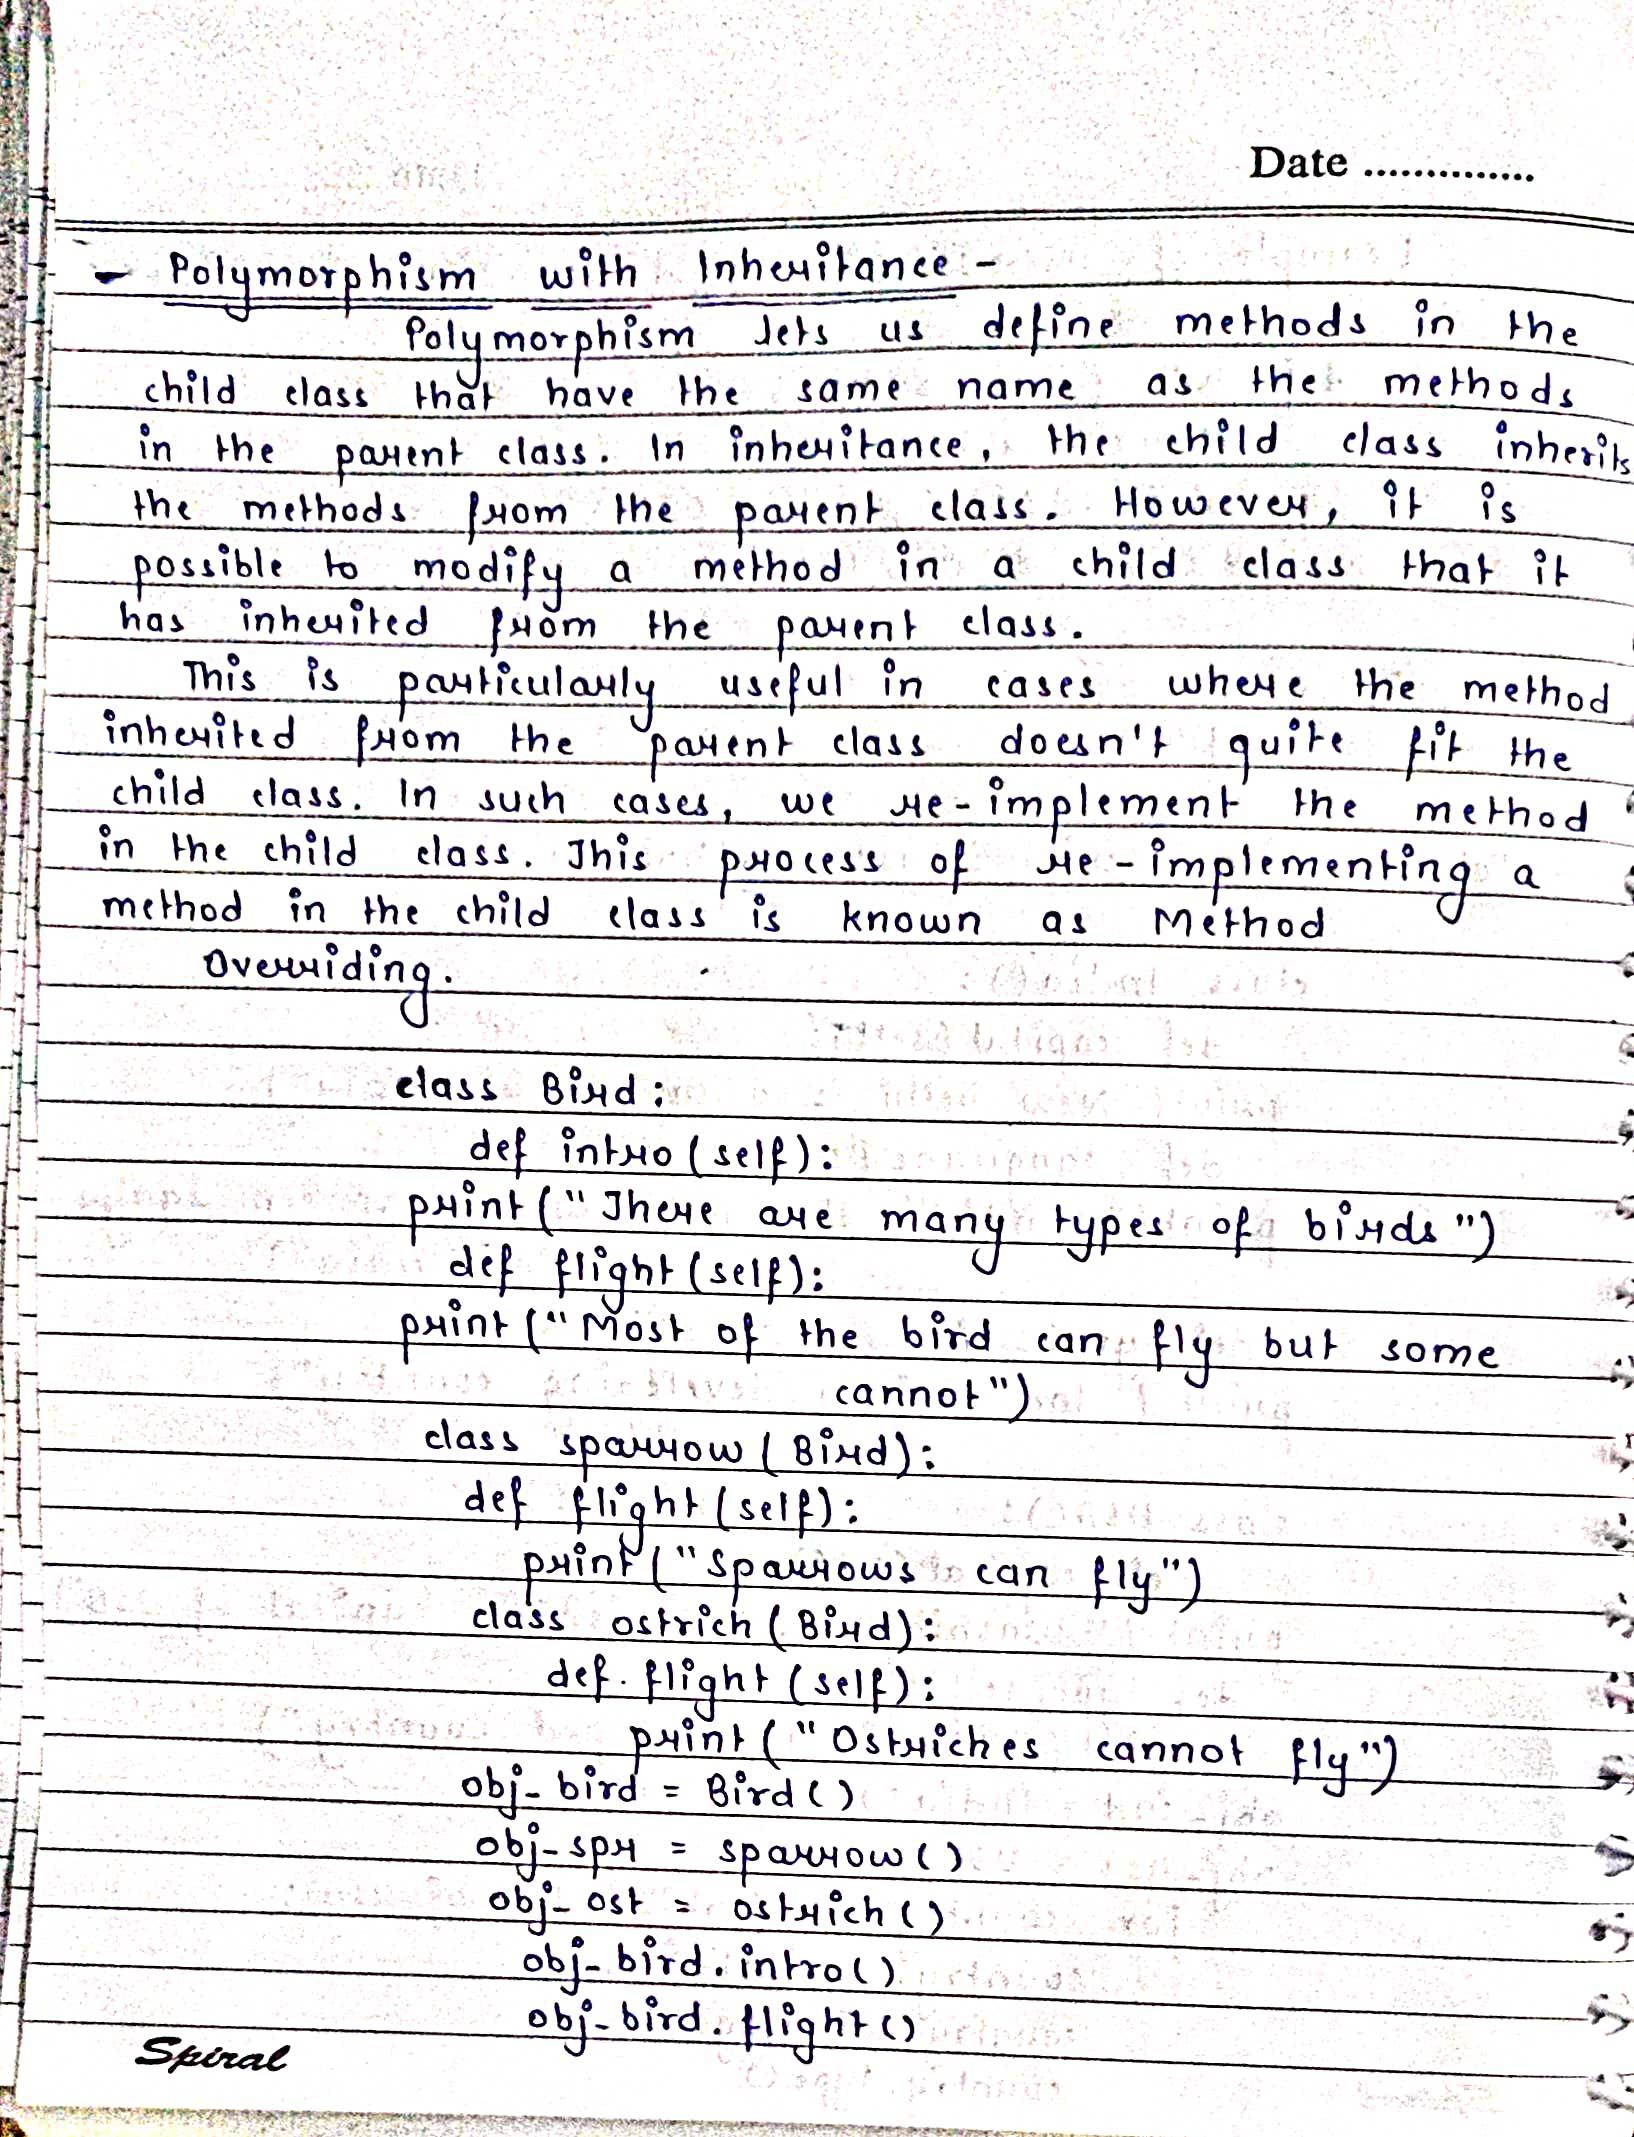 Date ..............
- Polymorphism with Inheritance :-
Polymorphism lets us define methods in the
child class that have the same name as the methods
in the parent class. In inheritance, the child class inherits
the methods from the parent class. However, it is
possible to modify a method in a child class that it
has inherited from the parent class.
This is particularly useful in cases where the method
inherited from the parent class doesn't quite fit the
child class. In such cases, we re-implement the method
in the child class. This process of re-implementing a
method in the child class is known as Method
Overriding.
class Bird:
def intro(self):
print("There are many types of birds")
def flight(self):
print("Most of the bird can fly but some
cannot")
class sparrow(Bird):
def flight(self):
print("Sparrows can fly")
class ostrich(Bird):
def.flight(self):
print("Ostriches cannot fly")
obj_bird = Bird()
obj_spr = sparrow()
obj_ost = ostrich()
obj_bird.intro()
obj_bird.flight()
Spiral